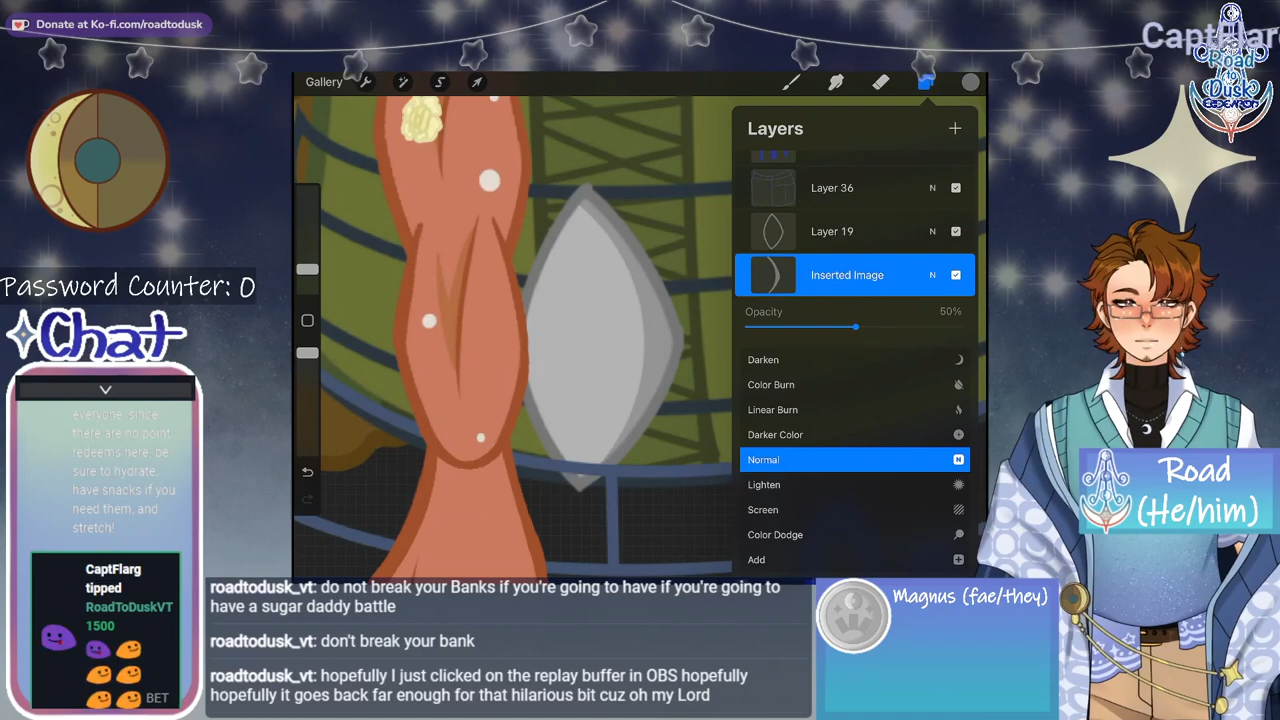 Donate at Ko-fi.com/roadtodusk
CaptFlarg
Road
to
Dusk
Gallery
Layers
Layer 36
N
Layer 19
N
Inserted Image
N
Opacity
50%
Darken
Color Burn
Linear Burn
Darker Color
Normal
N
Lighten
Screen
Color Dodge
Add
Password Counter: 0
Chat
everyone, since
there are no point
redeems here, be
sure to hydrate,
have snacks if you
need them, and
stretch!
CaptFlarg
tipped
RoadToDuskVT
1500
BET
roadtodusk_vt: do not break your Banks if you're going to have if you're going to
have a sugar daddy battle
roadtodusk_vt: don't break your bank
roadtodusk_vt: hopefully I just clicked on the replay buffer in OBS hopefully
hopefully it goes back far enough for that hilarious bit cuz oh my Lord
Road
(He/him)
Magnus (fae/they)